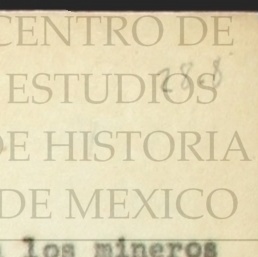 CENTRO DE
ESTUDIOS
DE HISTORIA
DE MEXICO
los mineros